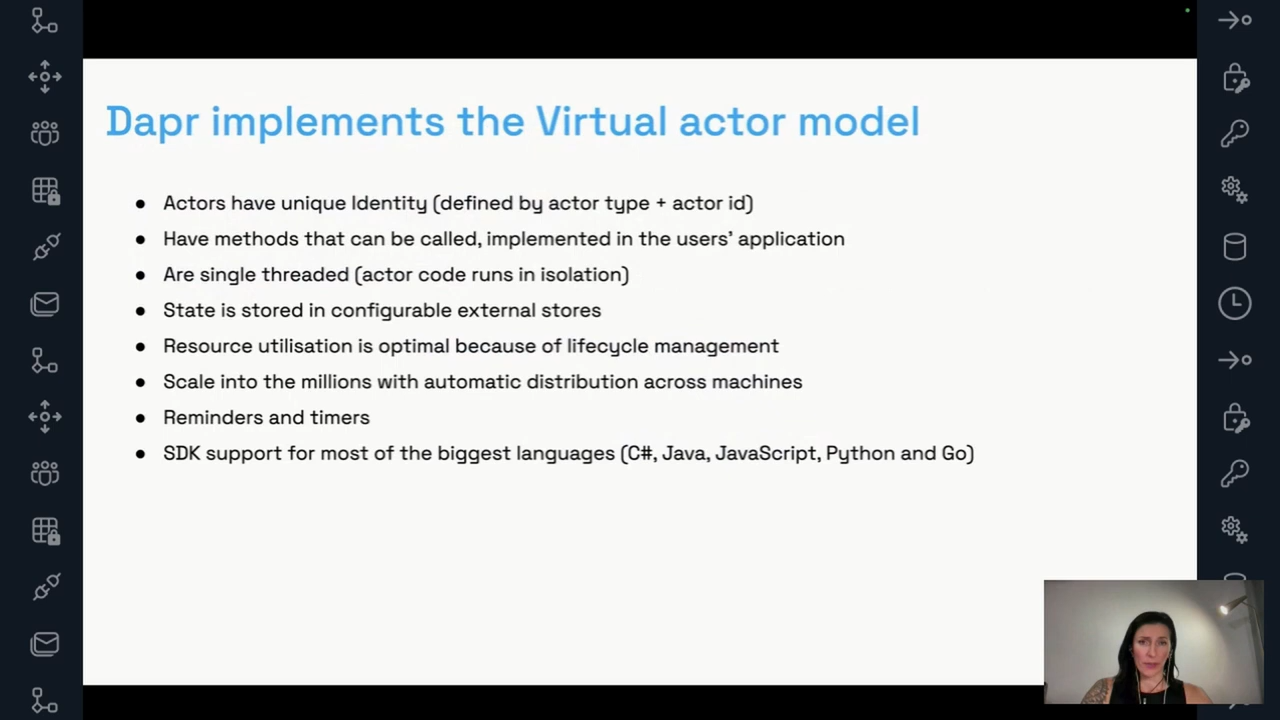 Dapr implements the Virtual actor model
Actors have unique Identity (defined by actor type + actor id)
Have methods that can be called, implemented in the users’ application
Are single threaded (actor code runs in isolation)
State is stored in configurable external stores
Resource utilisation is optimal because of lifecycle management
Scale into the millions with automatic distribution across machines
Reminders and timers
SDK support for most of the biggest languages (C#, Java, JavaScript, Python and Go)